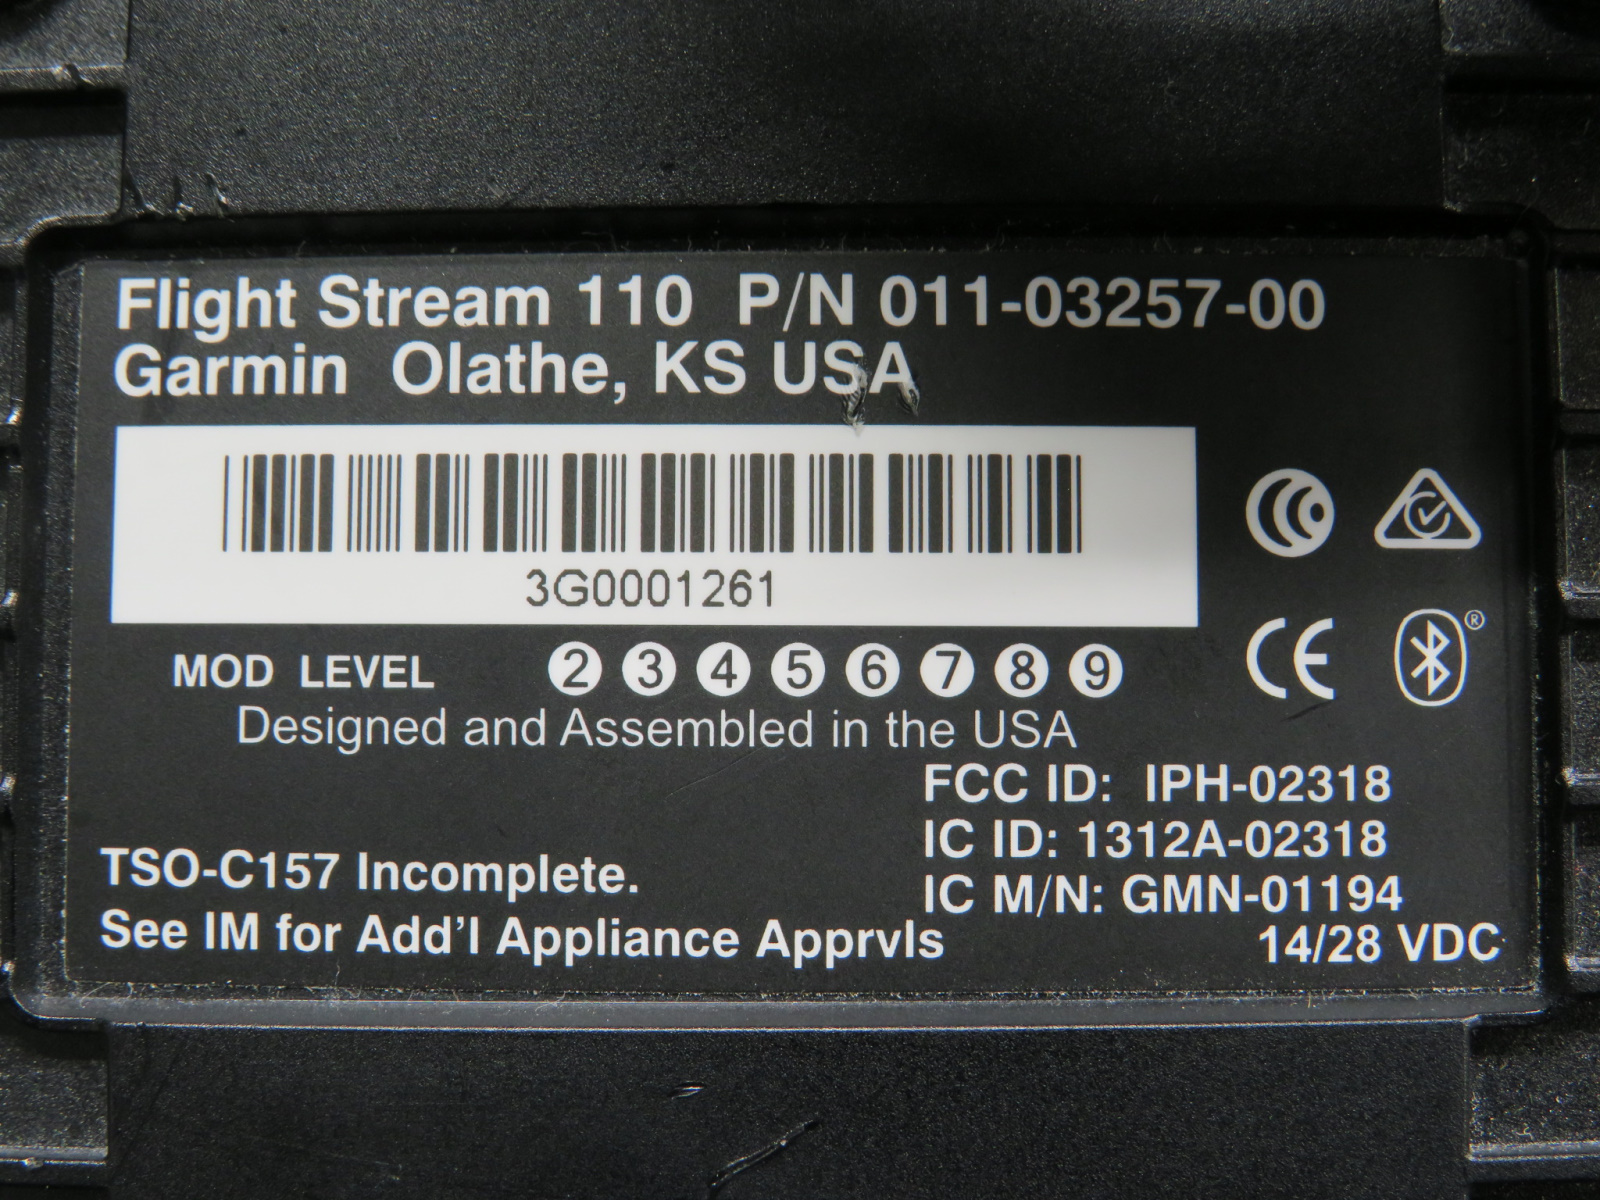 Flight Stream 110 P/N 011-03257-00
Garmin Olathe, KS USA
3G0001261
MOD LEVEL 2 3 4 5 6 7 8 9
Designed and Assembled in the USA
FCC ID: IPH-02318
IC ID: 1312A-02318
IC M/N: GMN-01194
14/28 VDC
TSO-C157 Incomplete.
See IM for Add'l Appliance Apprvls
CE
®